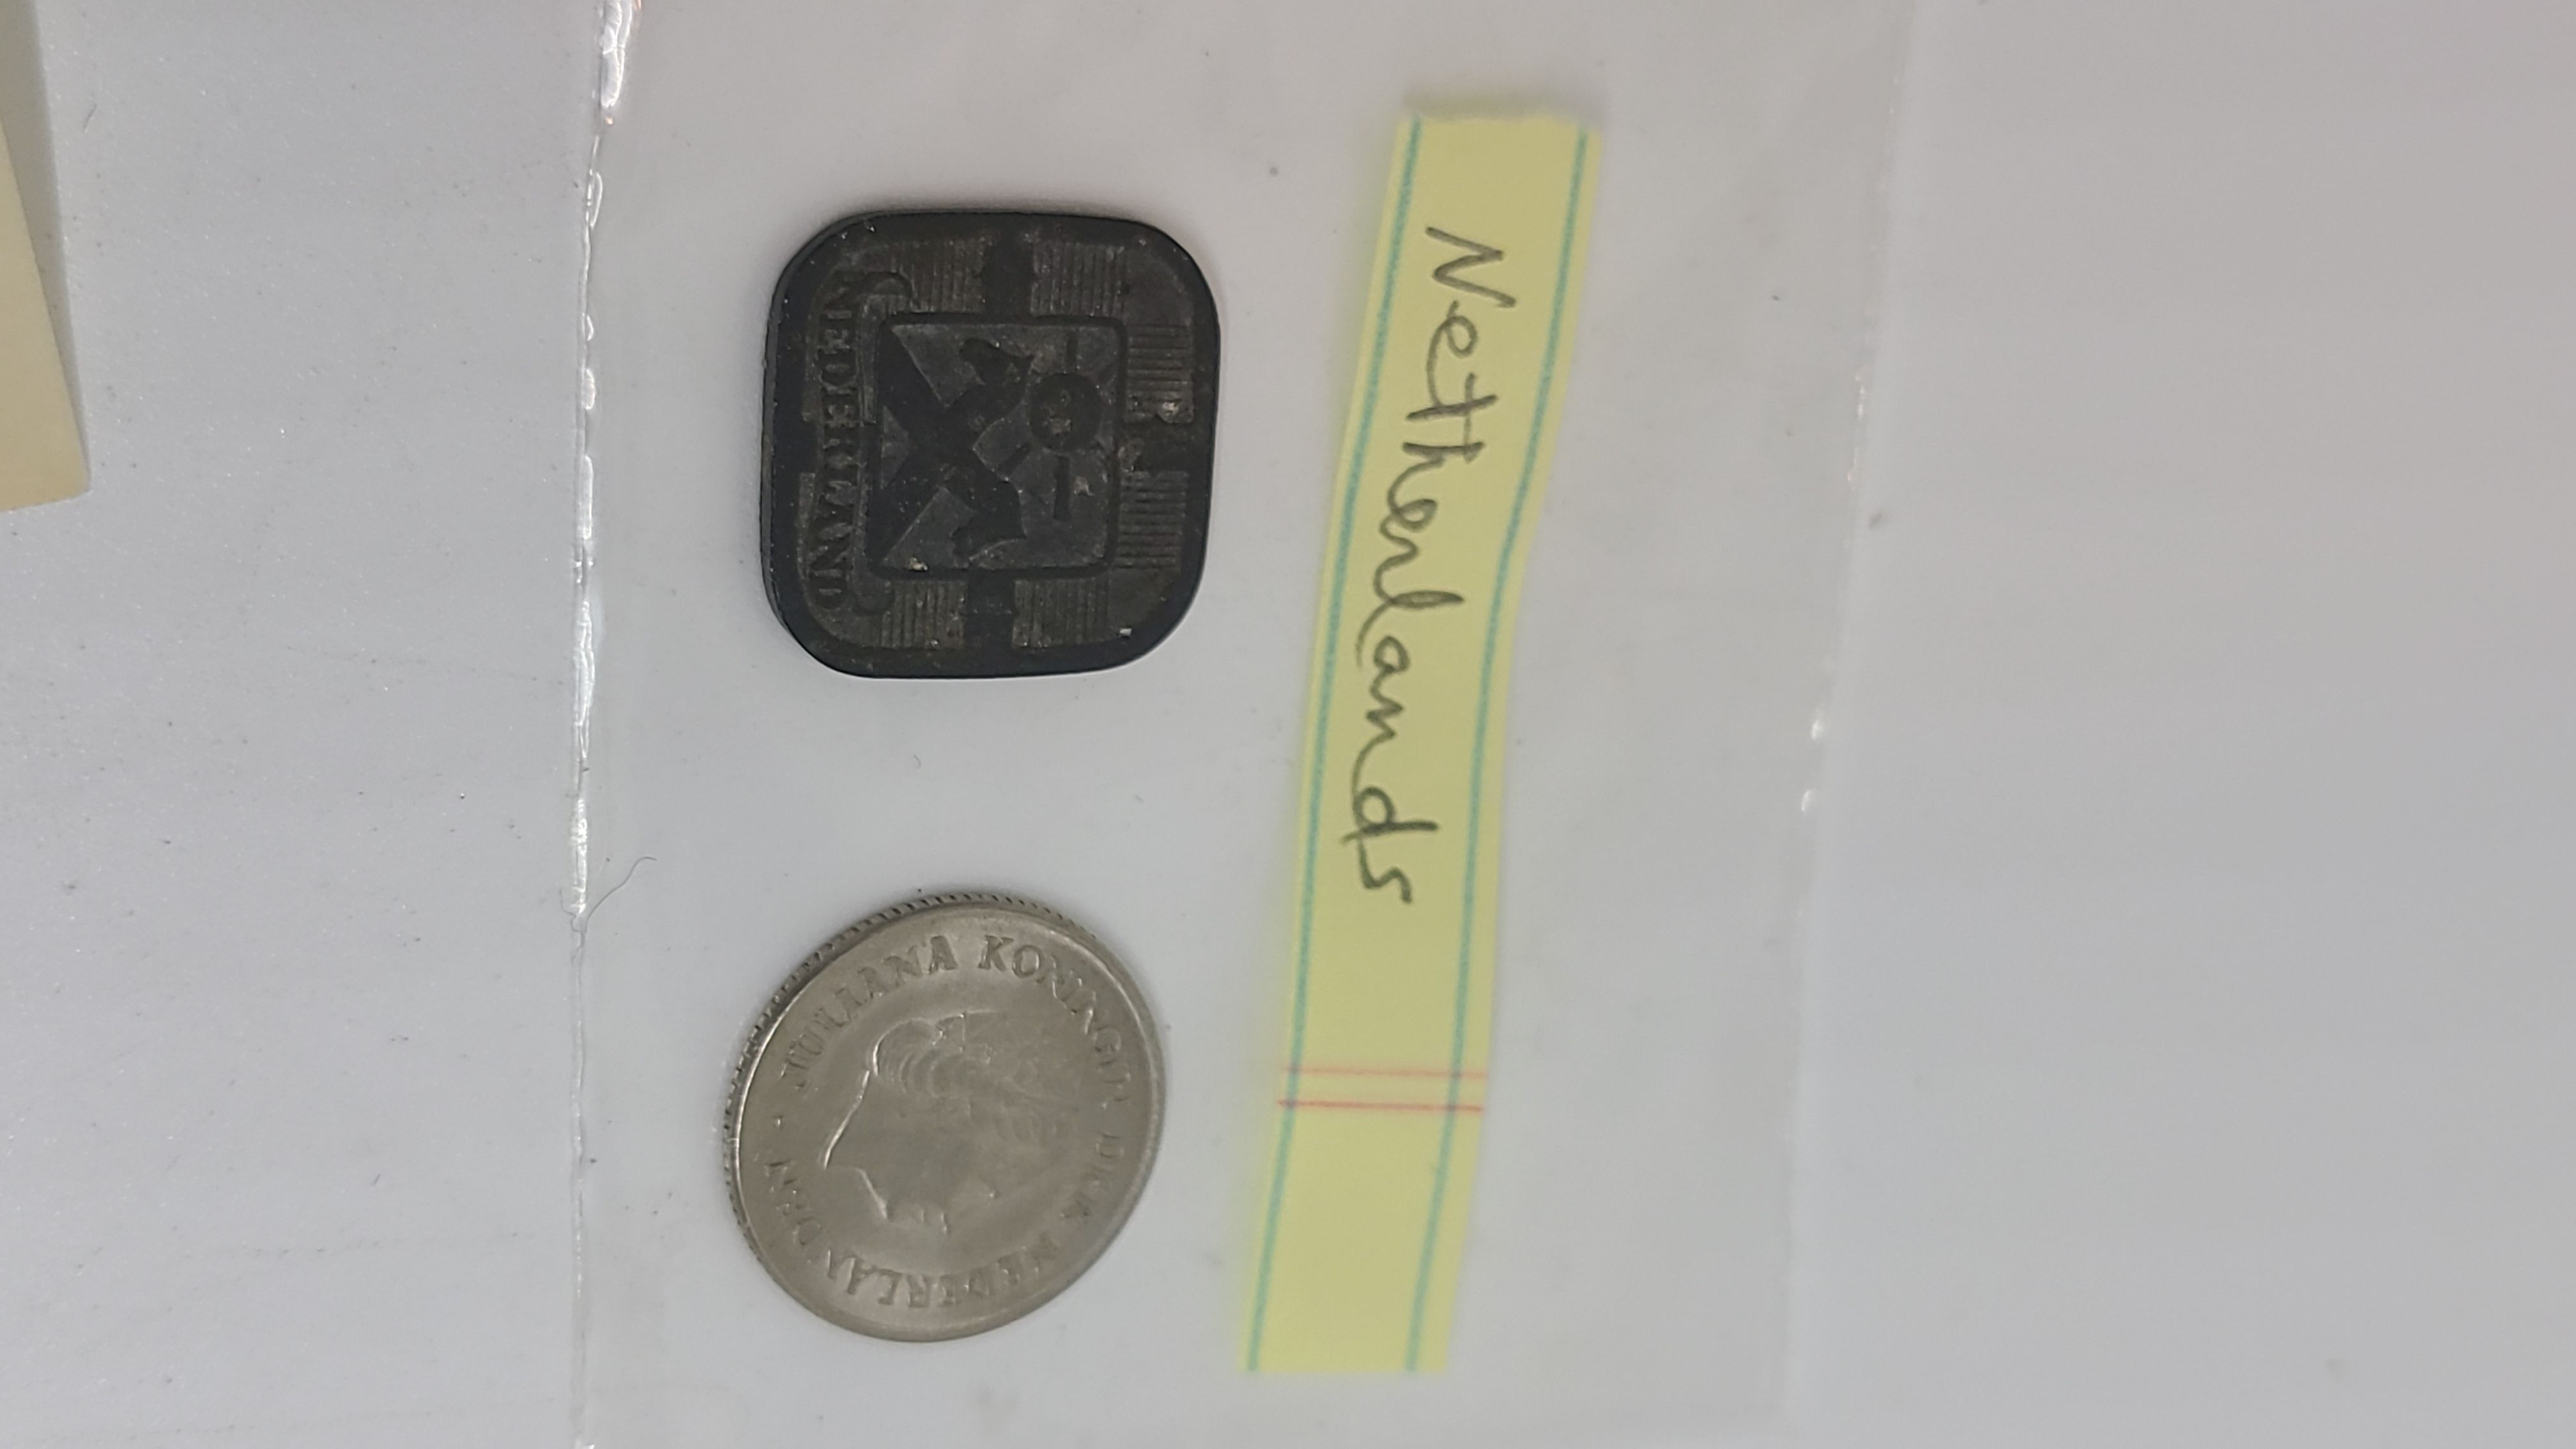 Netherlands
NEDERLAND
JULIANA KONINGIN DER NEDERLANDEN